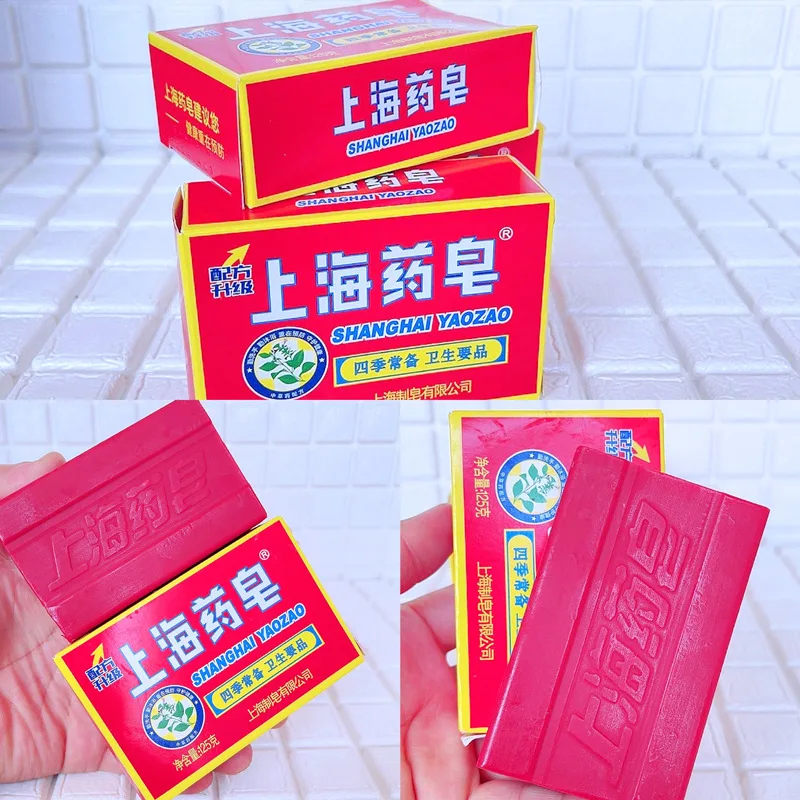 上海药皂
上海药皂建议您
——健康重在预防
上海药皂
SHANGHAI YAOZAO
海药皂
SHANGHAI YAOZAO
配方
升级
上海药皂®
SHANGHAI YAOZAO
四季常备 卫生要品
上海制皂有限公司
上海药皂
配方
升级
上海药皂®
SHANGHAI YAOZAO
四季常备 卫生要品
上海制皂有限公司
净含量:125克
配方
升级
净含量:125克
四季常备 卫生
上海制皂有限公司
上海药皂